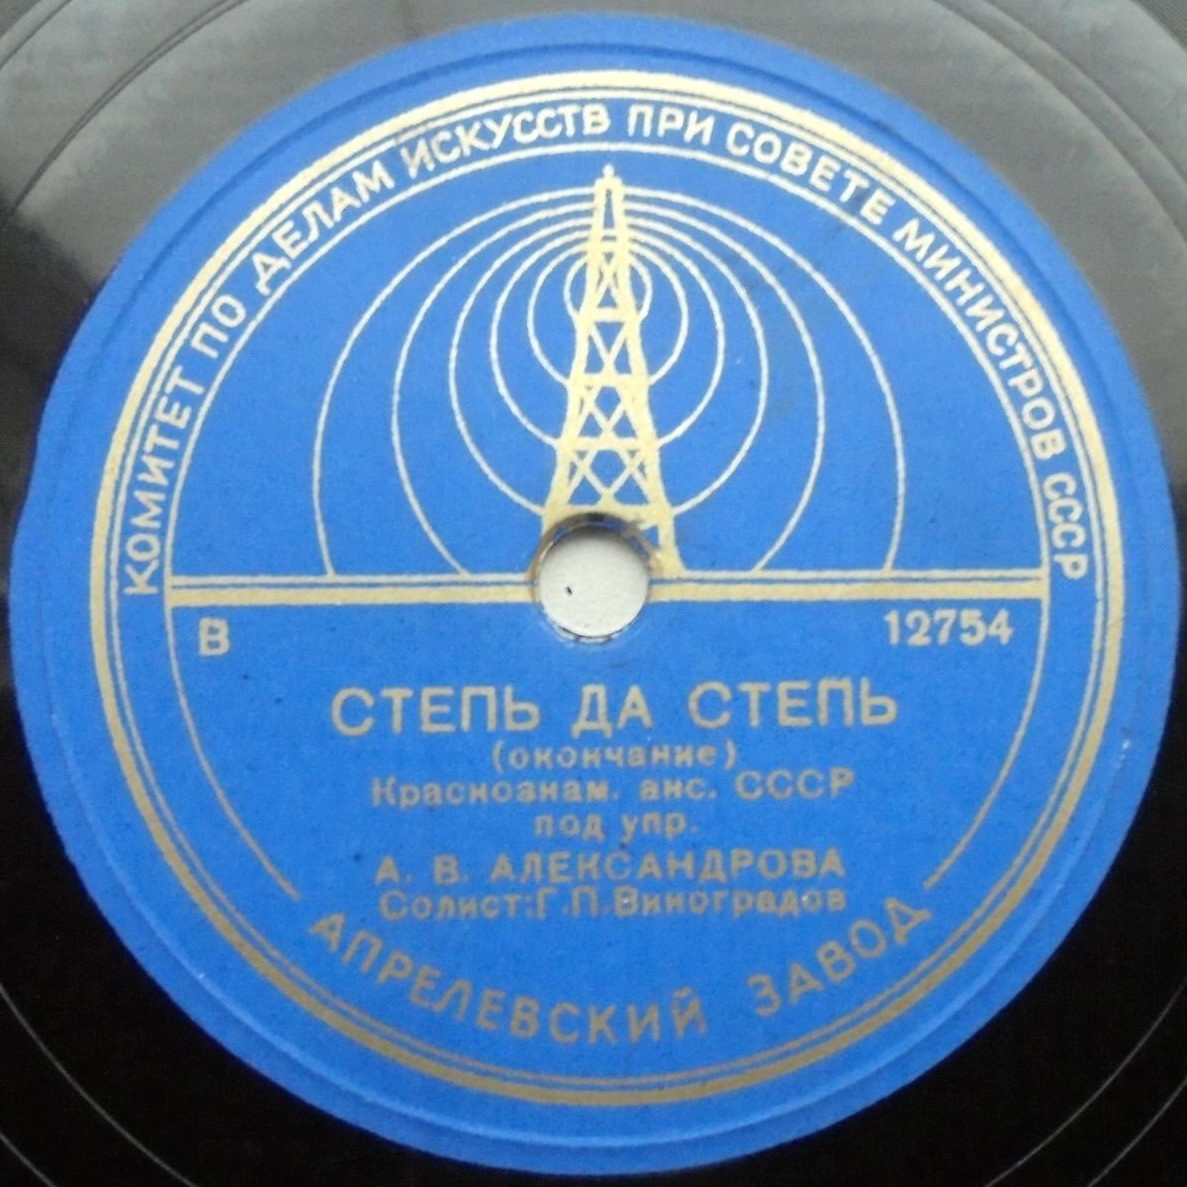 КОМИТЕТ ПО ДЕЛАМ ИСКУССТВ ПРИ СОВЕТЕ МИНИСТРОВ СССР
В
12754
СТЕПЬ ДА СТЕПЬ
(окончание)
Краснознам. анс. СССР
под упр.
А. В. АЛЕКСАНДРОВА
Солист: Г.П.Виноградов
АПРЕЛЕВСКИЙ ЗАВОД